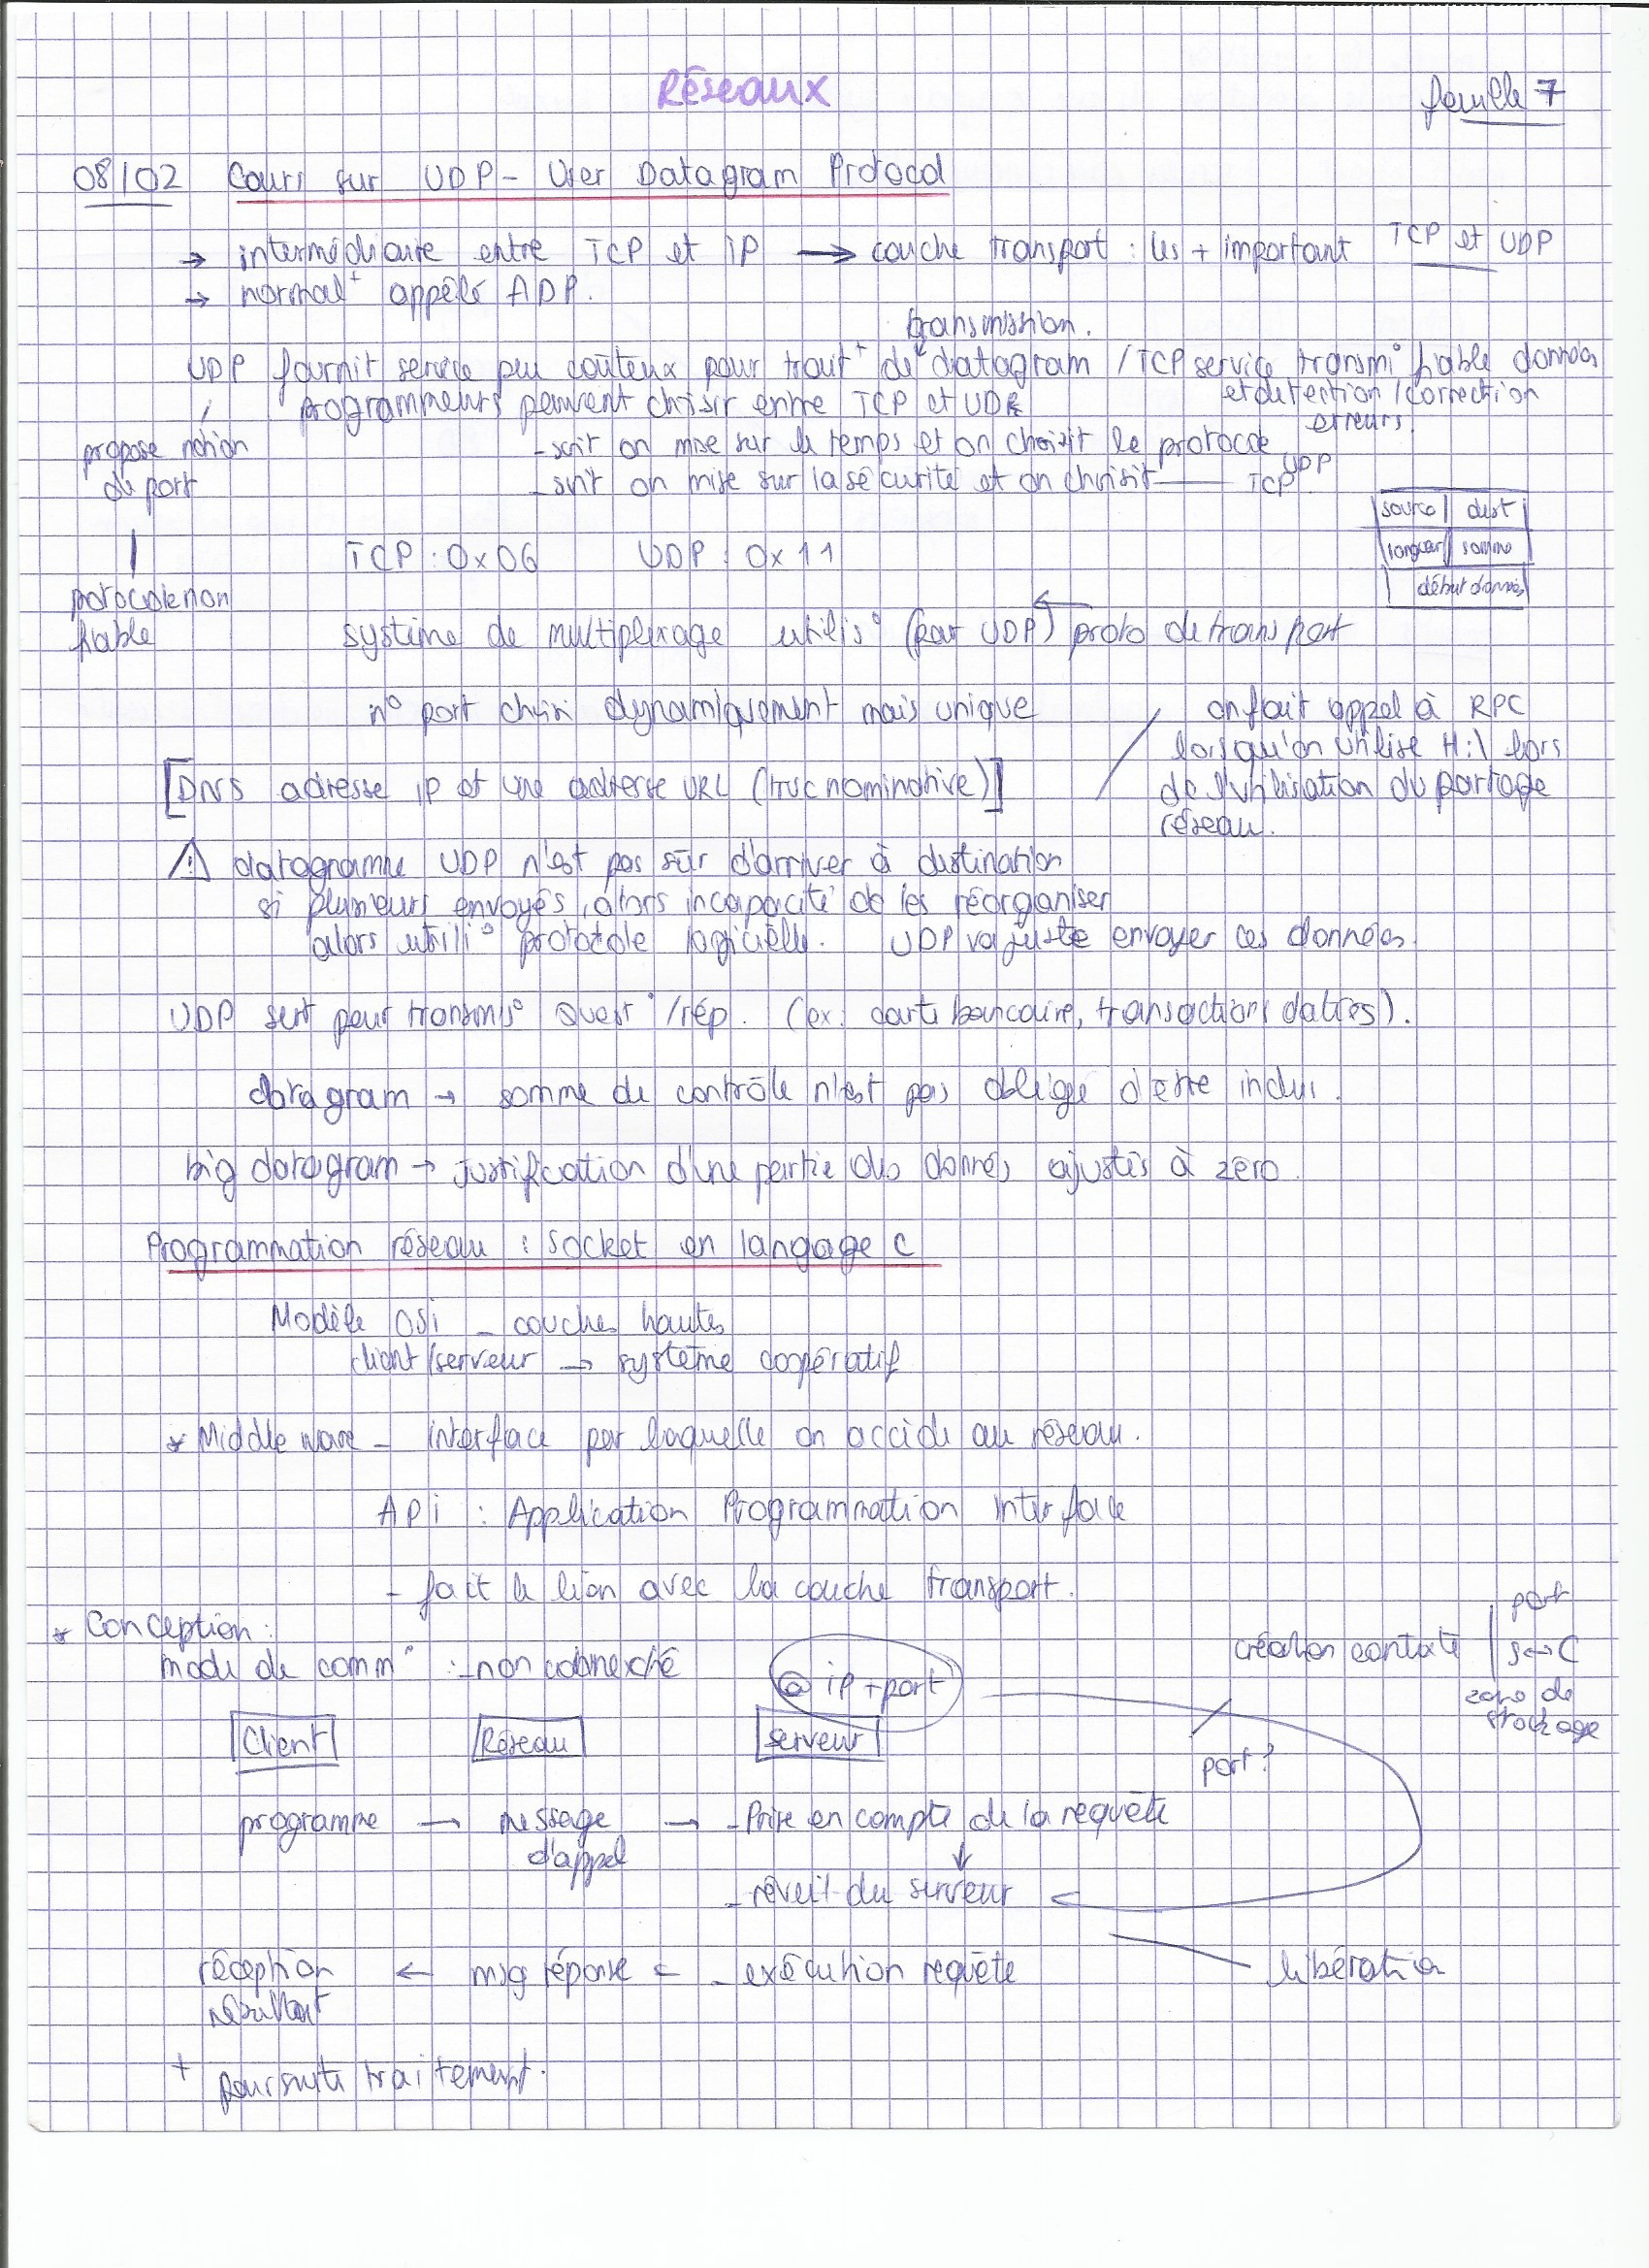 Réseaux
feuille 7
08/02 Cours sur UDP - User Datagram Protocol
→ intermédiaire entre TCP et IP → couche transport : les + important TCP et UDP
→ normalt appelé ADP.
transmission.
UDP fournit service peu coûteux pour trait+ de datagram / TCP service transmi° fiable données
et détection / correction
erreurs.
programmeurs peuvent choisir entre TCP et UDP
- soit on mise sur le temps et on choisit le protocole UDP
- soit on mise sur la sécurité et on choisit —— TCP
propose notion
de port
|
protocole non
fiable
source | dest
longueur | somme
début données
TCP : 0x06 UDP : 0x11
système de multiplexage utilis° (par UDP) ← proto de transport
n° port choisi dynamiquement mais unique
on fait appel à RPC
lorsqu'on utilise H:\ lors
de l'utilisation du partage
réseau.
[DNS adresse IP et une adresse URL (truc nominative)]
⚠ datagramme UDP n'est pas sûr d'arriver à destination
si plusieurs envoyés, alors incapacité de les réorganiser
alors utili° protocole logicielle. UDP va juste envoyer ces données.
UDP sert pour transmis° quest°/rép. (ex: carte bancaire, transactions
datagram → somme de contrôle n'est pas obligé d'être inclu.
big datagram → justification d'une partie des données ajustés à zéro.
Programmation réseau : socket en langage C
Modèle OSI - couches hautes
client/serveur → système coopératif
* Middleware - interface par laquelle on accède au réseau.
API : Application Programmation Interface
- fait le lien avec la couche transport.
* Conception :
mode de comm° : - non connecté
@ IP + port
création contexte | port
S↔C
zone de
stockage
port?
Client Réseau Serveur
programme → message
d'appel
→ - Prise en compte de la requête
↓
- réveil du serveur ←
réception
résultat
← msg réponse ← - exécution requête
libération
+ poursuite traitement.